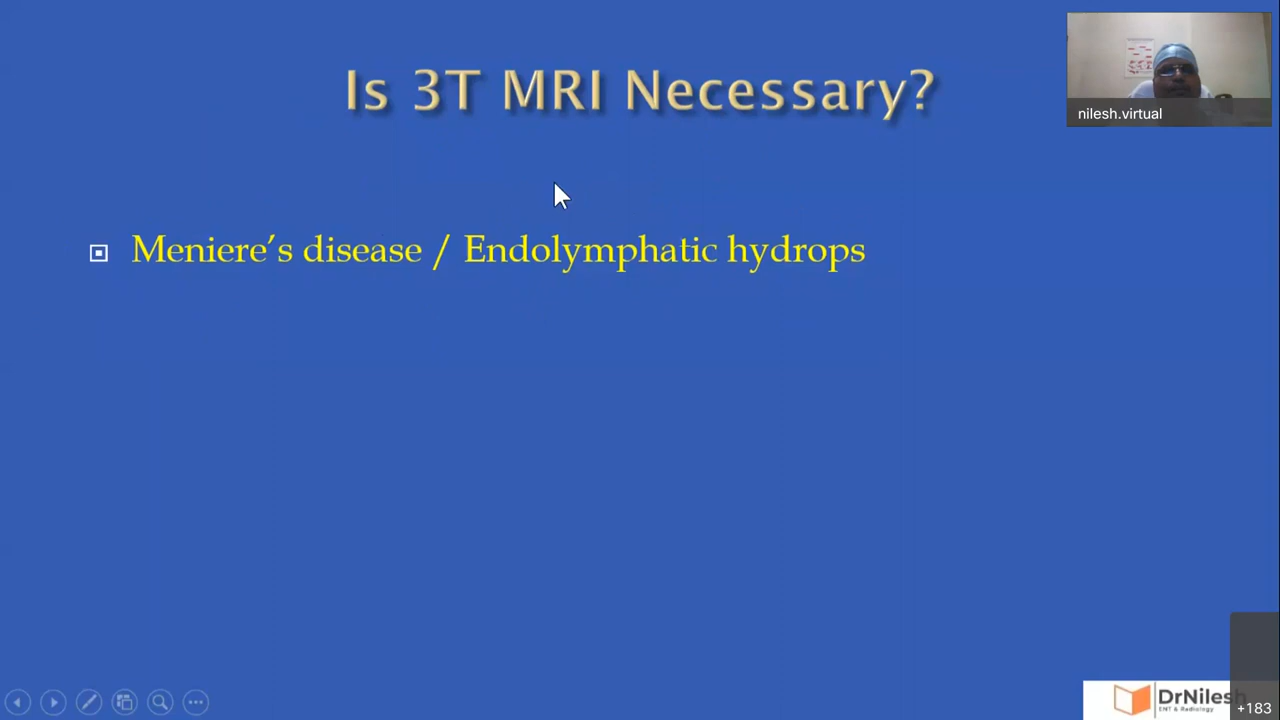 Is 3T MRI Necessary?
nilesh.virtual
Meniere’s disease / Endolymphatic hydrops
DrNilesh
ENT & Radiology
+183